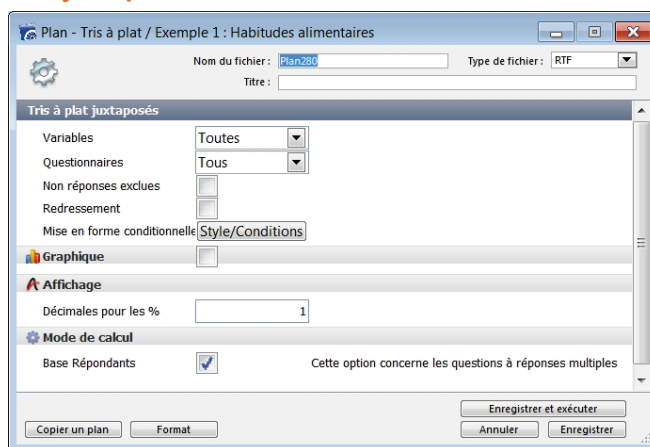 Plan - Tris à plat / Exemple 1 : Habitudes alimentaires
Nom du fichier : Plan280 Type de fichier : RTF
Titre :
Tris à plat juxtaposés
Variables Toutes
Questionnaires Tous
Non réponses exclues
Redressement
Mise en forme conditionnelle Style/Conditions
Graphique
Affichage
Décimales pour les % 1
Mode de calcul
Base Répondants Cette option concerne les questions à réponses multiples
Enregistrer et exécuter
Copier un plan Format Annuler Enregistrer